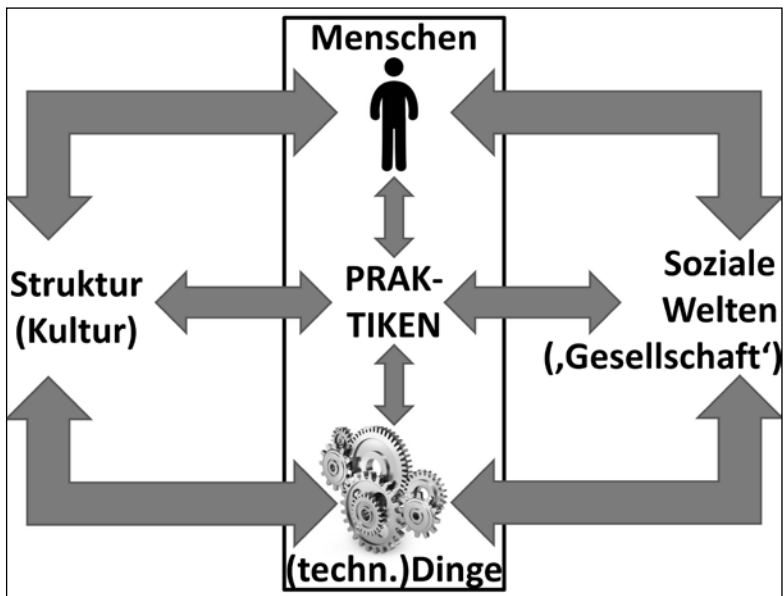 Menschen
Struktur
(Kultur)
PRAK-
TIKEN
Soziale
Welten
(‚Gesellschaft‘)
(techn.)Dinge